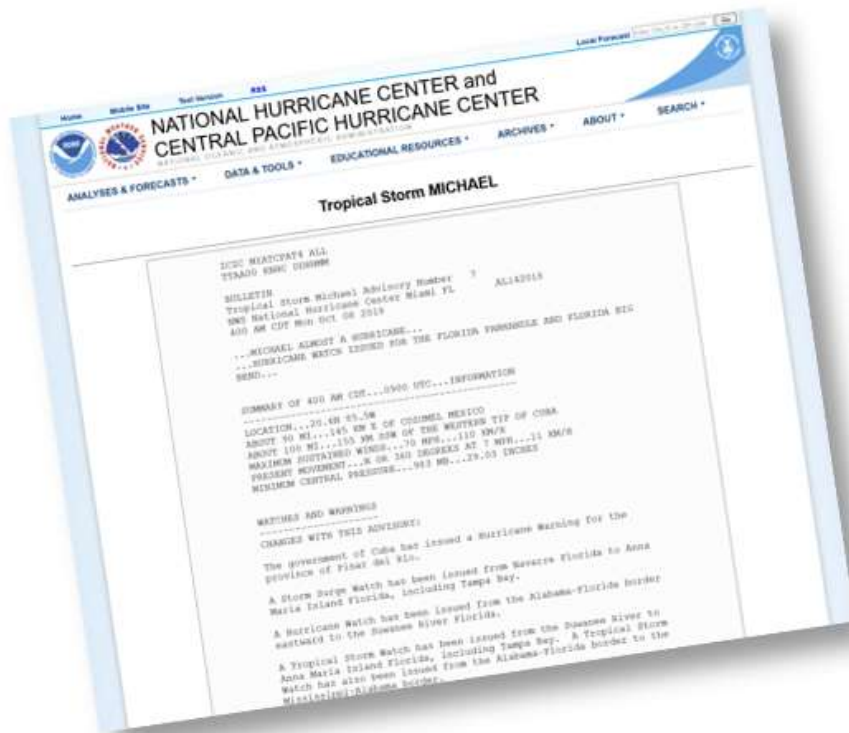 Home Mobile Site Text Version RSS
Local Forecast Go
NATIONAL HURRICANE CENTER and
CENTRAL PACIFIC HURRICANE CENTER
NATIONAL OCEANIC AND ATMOSPHERIC ADMINISTRATION
ANALYSES & FORECASTS DATA & TOOLS EDUCATIONAL RESOURCES ARCHIVES ABOUT SEARCH
Tropical Storm MICHAEL
BULLETIN
Tropical Storm Michael Advisory Number 7
NWS National Hurricane Center Miami FL AL142018
400 AM CDT Mon Oct 08 2018
...MICHAEL ALMOST A HURRICANE...
...HURRICANE WATCH ISSUED FOR THE FLORIDA PANHANDLE AND FLORIDA BIG
BEND...
SUMMARY OF 400 AM CDT...0900 UTC...INFORMATION
LOCATION...20.6N 85.5W
ABOUT 90 MI...145 KM E OF COZUMEL MEXICO
ABOUT 100 MI...155 KM SSW OF THE WESTERN TIP OF CUBA
MAXIMUM SUSTAINED WINDS...70 MPH...110 KM/H
PRESENT MOVEMENT...N OR 360 DEGREES AT 7 MPH...11 KM/H
MINIMUM CENTRAL PRESSURE...983 MB...29.03 INCHES
WATCHES AND WARNINGS
CHANGES WITH THIS ADVISORY:
The government of Cuba has issued a Hurricane Warning for the
province of Pinar del Rio.
A Storm Surge Watch has been issued from Navarre Florida to Anna
Maria Island Florida, including Tampa Bay.
A Hurricane Watch has been issued from the Alabama-Florida border
eastward to the Suwanee River Florida.
A Tropical Storm Watch has been issued from the Suwanee River to
Anna Maria Island Florida, including Tampa Bay. A Tropical Storm
Watch has also been issued from the Alabama-Florida border to the
Mississippi-Alabama border.